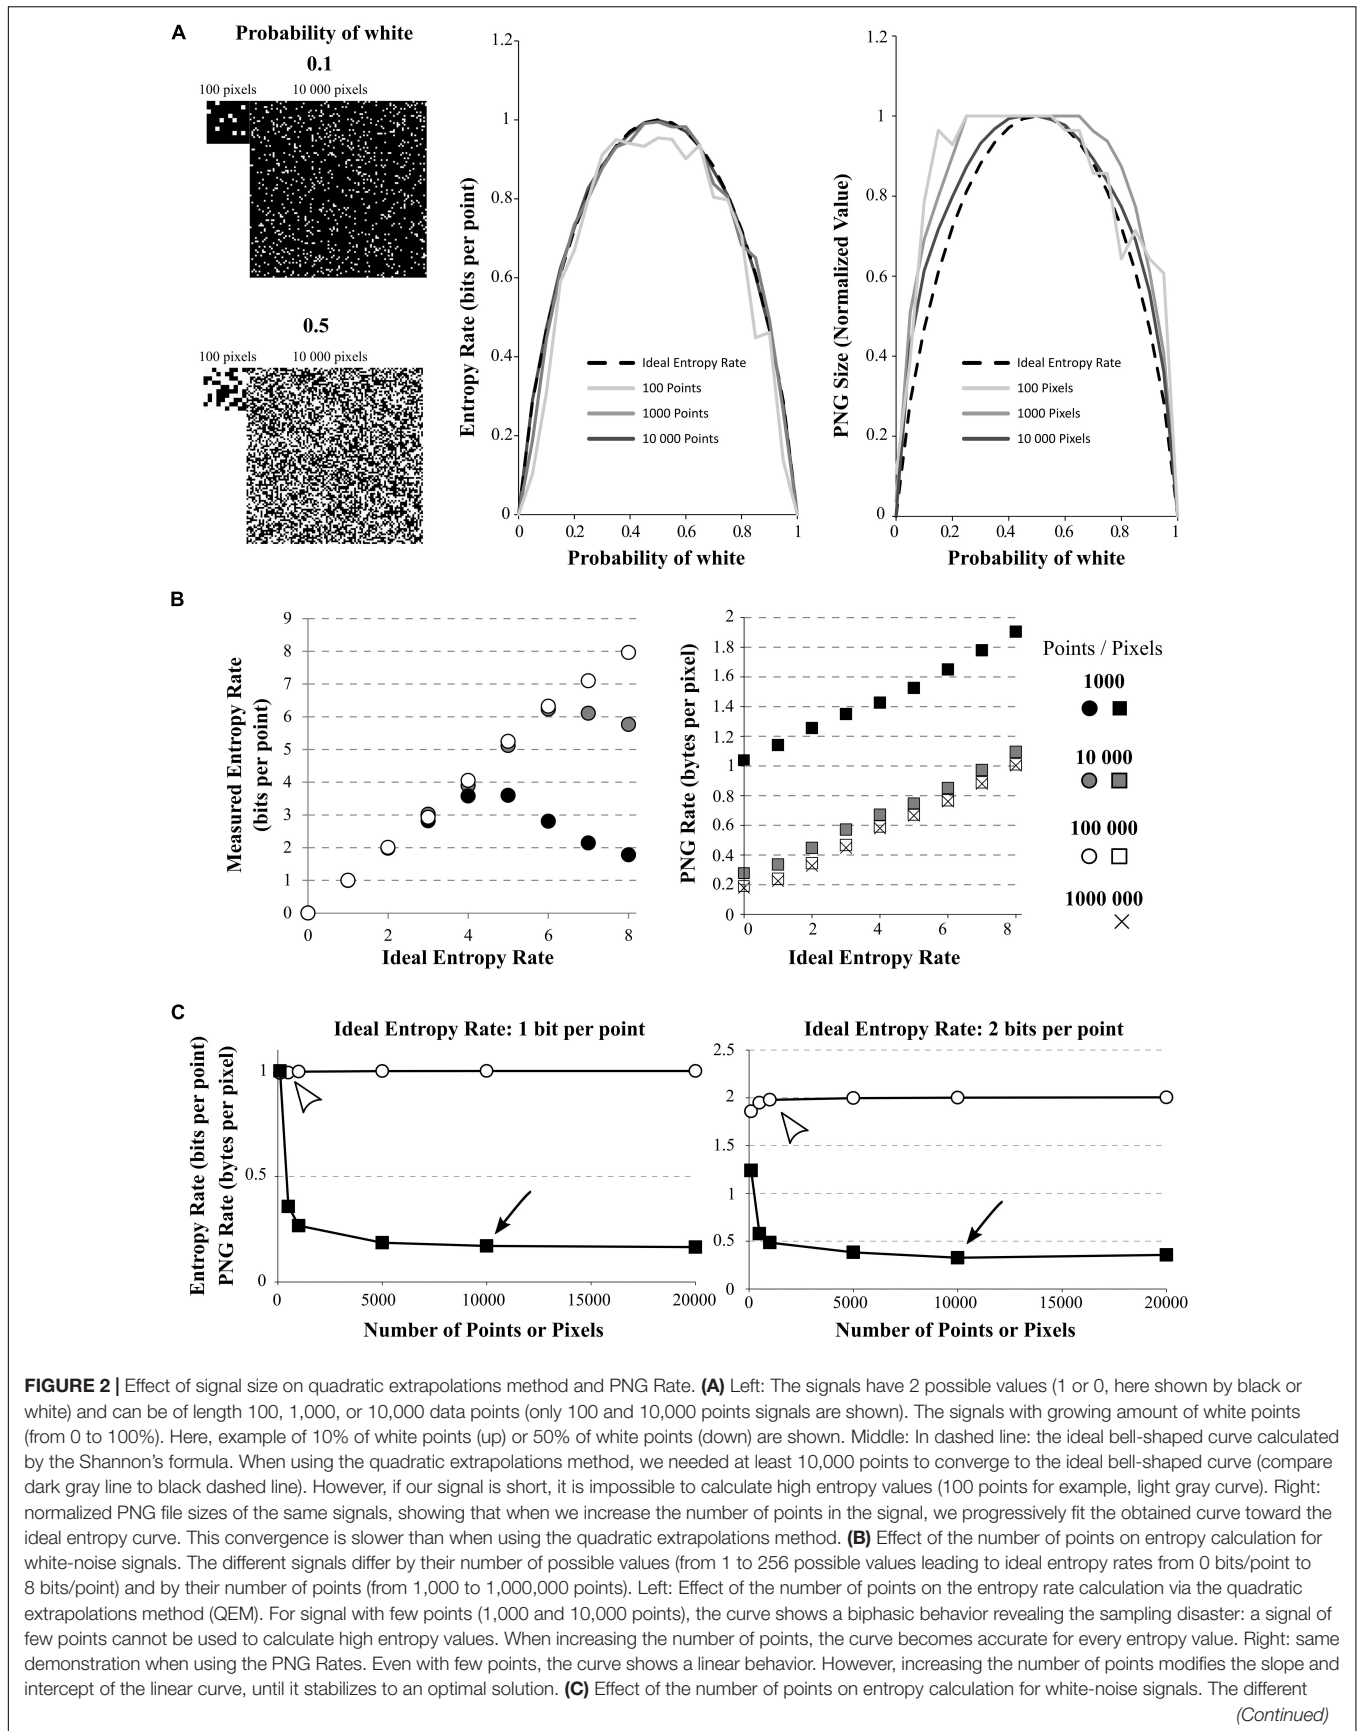 A
Probability of white
0.1
100 pixels 10 000 pixels
0.5
100 pixels 10 000 pixels
Entropy Rate (bits per point)
1.2
1
0.8
0.6
0.4
0.2
0
Ideal Entropy Rate
100 Points
1000 Points
10 000 Points
0 0.2 0.4 0.6 0.8 1
Probability of white
PNG Size (Normalized Value)
1.2
1
0.8
0.6
0.4
0.2
0
Ideal Entropy Rate
100 Pixels
1000 Pixels
10 000 Pixels
0 0.2 0.4 0.6 0.8 1
Probability of white
B
Measured Entropy Rate
(bits per point)
9
8
7
6
5
4
3
2
1
0
0 2 4 6 8
Ideal Entropy Rate
PNG Rate (bytes per pixel)
2
1.8
1.6
1.4
1.2
1
0.8
0.6
0.4
0.2
0
0 2 4 6 8
Ideal Entropy Rate
Points / Pixels
1000
10 000
100 000
1000 000
C
Ideal Entropy Rate: 1 bit per point
Entropy Rate (bits per point)
PNG Rate (bytes per pixel)
1
0.5
0
0 5000 10000 15000 20000
Number of Points or Pixels
Ideal Entropy Rate: 2 bits per point
2.5
2
1.5
1
0.5
0
0 5000 10000 15000 20000
Number of Points or Pixels
FIGURE 2 | Effect of signal size on quadratic extrapolations method and PNG Rate. (A) Left: The signals have 2 possible values (1 or 0, here shown by black or
white) and can be of length 100, 1,000, or 10,000 data points (only 100 and 10,000 points signals are shown). The signals with growing amount of white points
(from 0 to 100%). Here, example of 10% of white points (up) or 50% of white points (down) are shown. Middle: In dashed line: the ideal bell-shaped curve calculated
by the Shannon's formula. When using the quadratic extrapolations method, we needed at least 10,000 points to converge to the ideal bell-shaped curve (compare
dark gray line to black dashed line). However, if our signal is short, it is impossible to calculate high entropy values (100 points for example, light gray curve). Right:
normalized PNG file sizes of the same signals, showing that when we increase the number of points in the signal, we progressively fit the obtained curve toward the
ideal entropy curve. This convergence is slower than when using the quadratic extrapolations method. (B) Effect of the number of points on entropy calculation for
white-noise signals. The different signals differ by their number of possible values (from 1 to 256 possible values leading to ideal entropy rates from 0 bits/point to
8 bits/point) and by their number of points (from 1,000 to 1,000,000 points). Left: Effect of the number of points on the entropy rate calculation via the quadratic
extrapolations method (QEM). For signal with few points (1,000 and 10,000 points), the curve shows a biphasic behavior revealing the sampling disaster: a signal of
few points cannot be used to calculate high entropy values. When increasing the number of points, the curve becomes accurate for every entropy value. Right: same
demonstration when using the PNG Rates. Even with few points, the curve shows a linear behavior. However, increasing the number of points modifies the slope and
intercept of the linear curve, until it stabilizes to an optimal solution. (C) Effect of the number of points on entropy calculation for white-noise signals. The different
(Continued)